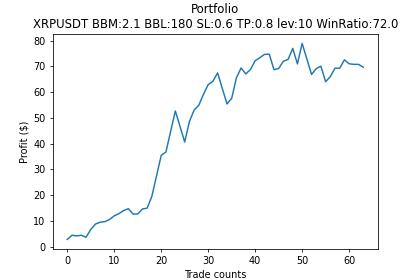 Portfolio
XRPUSDT BBM:2.1 BBL:180 SL:0.6 TP:0.8 lev:10 WinRatio:72.0
80
70
60
50
40
30
20
10
0
Profit ($)
0 10 20 30 40 50 60
Trade counts